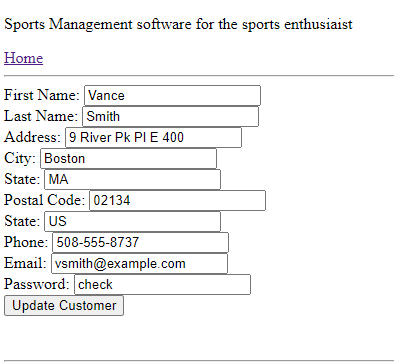 Sports Management software for the sports enthusiaist
Home
First Name: Vance
Last Name: Smith
Address: 9 River Pk Pl E 400
City: Boston
State: MA
Postal Code: 02134
State: US
Phone: 508-555-8737
Email: vsmith@example.com
Password: check
Update Customer